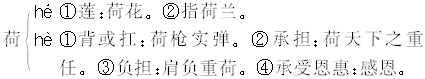 荷
hé ①莲:荷花。②指荷兰。
hè ①背或扛:荷枪实弹。②承担:荷天下之重
任。③负担:肩负重荷。④承受恩惠:感恩。